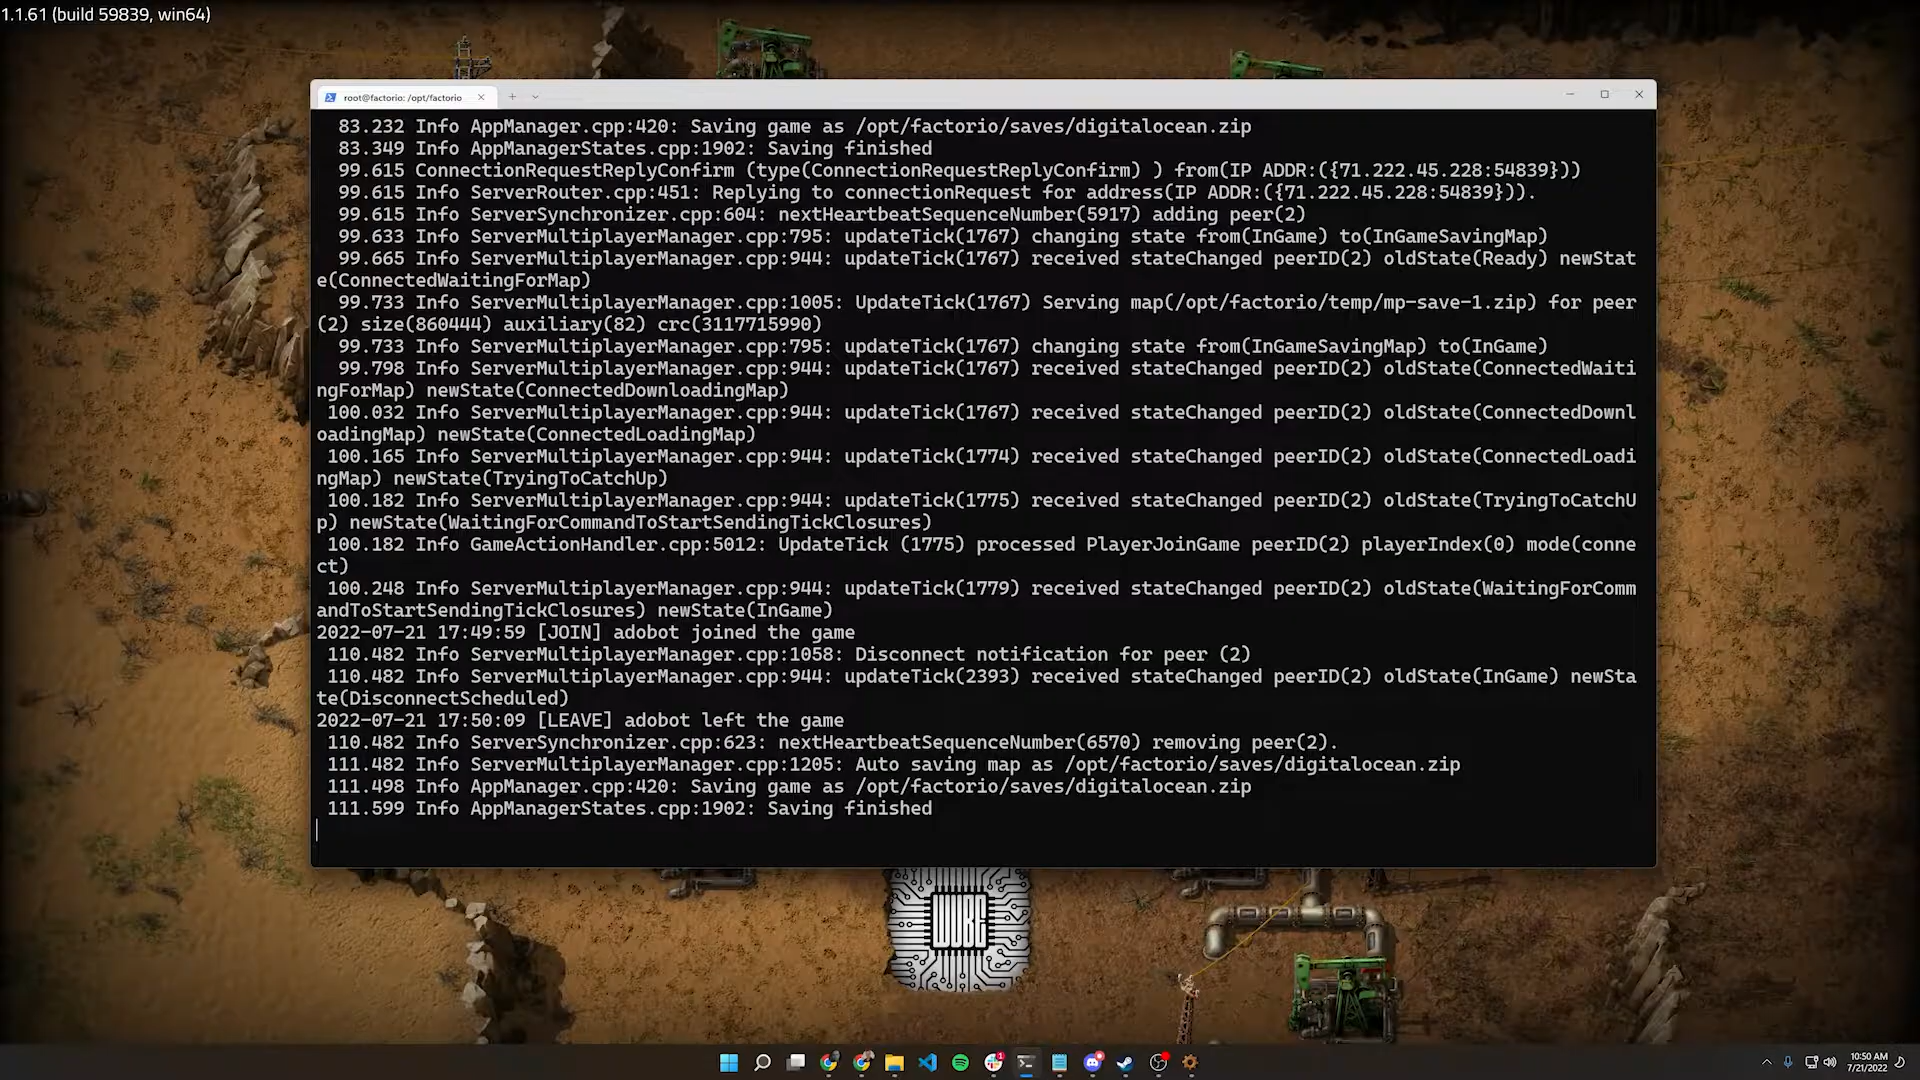 1.1.61 (build 59839, win64)
root@factorio: /opt/factorio
83.232 Info AppManager.cpp:420: Saving game as /opt/factorio/saves/digitalocean.zip
83.349 Info AppManagerStates.cpp:1902: Saving finished
99.615 ConnectionRequestReplyConfirm (type(ConnectionRequestReplyConfirm) ) from(IP ADDR:({71.222.45.228:54839}))
99.615 Info ServerRouter.cpp:451: Replying to connectionRequest for address(IP ADDR:({71.222.45.228:54839})).
99.615 Info ServerSynchronizer.cpp:604: nextHeartbeatSequenceNumber(5917) adding peer(2)
99.633 Info ServerMultiplayerManager.cpp:795: updateTick(1767) changing state from(InGame) to(InGameSavingMap)
99.665 Info ServerMultiplayerManager.cpp:944: updateTick(1767) received stateChanged peerID(2) oldState(Ready) newStat
e(ConnectedWaitingForMap)
99.733 Info ServerMultiplayerManager.cpp:1005: UpdateTick(1767) Serving map(/opt/factorio/temp/mp-save-1.zip) for peer
(2) size(860444) auxiliary(82) crc(3117715990)
99.733 Info ServerMultiplayerManager.cpp:795: updateTick(1767) changing state from(InGameSavingMap) to(InGame)
99.798 Info ServerMultiplayerManager.cpp:944: updateTick(1767) received stateChanged peerID(2) oldState(ConnectedWaiti
ngForMap) newState(ConnectedDownloadingMap)
100.032 Info ServerMultiplayerManager.cpp:944: updateTick(1767) received stateChanged peerID(2) oldState(ConnectedDownl
oadingMap) newState(ConnectedLoadingMap)
100.165 Info ServerMultiplayerManager.cpp:944: updateTick(1774) received stateChanged peerID(2) oldState(ConnectedLoadi
ngMap) newState(TryingToCatchUp)
100.182 Info ServerMultiplayerManager.cpp:944: updateTick(1775) received stateChanged peerID(2) oldState(TryingToCatchU
p) newState(WaitingForCommandToStartSendingTickClosures)
100.182 Info GameActionHandler.cpp:5012: UpdateTick (1775) processed PlayerJoinGame peerID(2) playerIndex(0) mode(conne
ct)
100.248 Info ServerMultiplayerManager.cpp:944: updateTick(1779) received stateChanged peerID(2) oldState(WaitingForComm
andToStartSendingTickClosures) newState(InGame)
2022-07-21 17:49:59 [JOIN] adobot joined the game
110.482 Info ServerMultiplayerManager.cpp:1058: Disconnect notification for peer (2)
110.482 Info ServerMultiplayerManager.cpp:944: updateTick(2393) received stateChanged peerID(2) oldState(InGame) newSta
te(DisconnectScheduled)
2022-07-21 17:50:09 [LEAVE] adobot left the game
110.482 Info ServerSynchronizer.cpp:623: nextHeartbeatSequenceNumber(6570) removing peer(2).
111.482 Info ServerMultiplayerManager.cpp:1205: Auto saving map as /opt/factorio/saves/digitalocean.zip
111.498 Info AppManager.cpp:420: Saving game as /opt/factorio/saves/digitalocean.zip
111.599 Info AppManagerStates.cpp:1902: Saving finished
WUBE
10:50 AM
7/21/2022